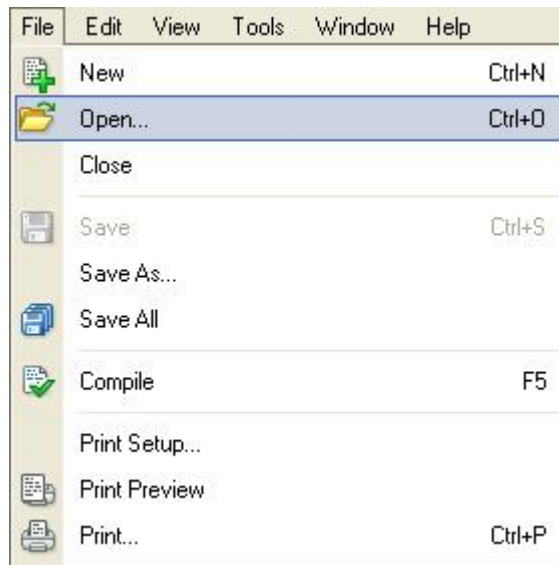 File Edit View Tools Window Help
New Ctrl+N
Open... Ctrl+O
Close
Save Ctrl+S
Save As...
Save All
Compile F5
Print Setup...
Print Preview
Print... Ctrl+P